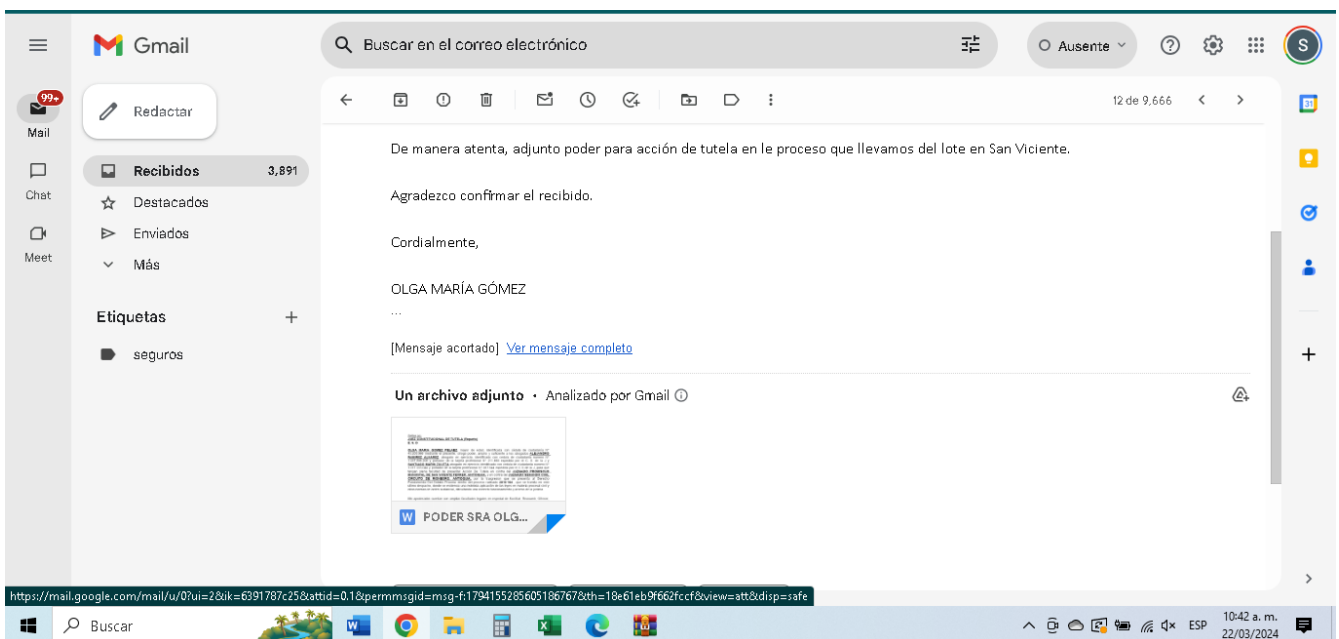 Gmail
Buscar en el correo electrónico
Ausente
S
99+
Mail
Chat
Meet
Redactar
Recibidos 3,891
Destacados
Enviados
Más
Etiquetas
seguros
12 de 9,666
31
De manera atenta, adjunto poder para acción de tutela en le proceso que llevamos del lote en San Viciente.
Agradezco confirmar el recibido.
Cordialmente,
OLGA MARÍA GÓMEZ
...
[Mensaje acortado] Ver mensaje completo
Un archivo adjunto • Analizado por Gmail
W PODER SRA OLG...
https://mail.google.com/mail/u/0?ui=2&ik=6391787c25&attid=0.1&permmsgid=msg-f:1794155285605186767&th=18e61eb9f662fccf&view=att&disp=safe
Buscar
ESP
10:42 a. m.
22/03/2024